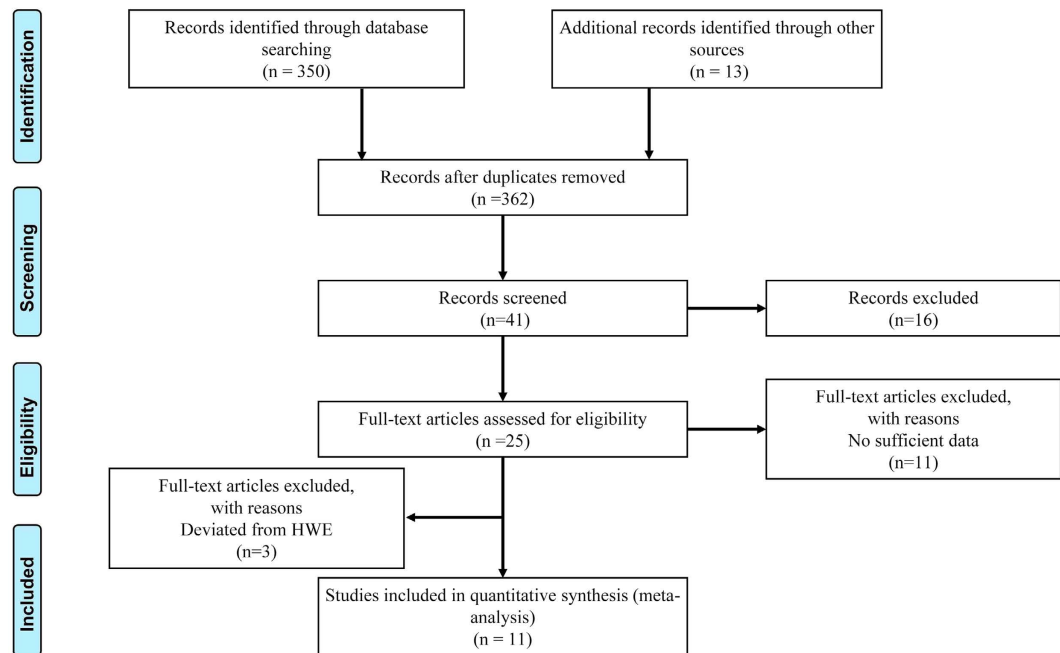 Identification
Records identified through database
searching
(n = 350)
Additional records identified through other
sources
(n = 13)
Records after duplicates removed
(n =362)
Screening
Records screened
(n=41)
Records excluded
(n=16)
Eligibility
Full-text articles assessed for eligibility
(n =25)
Full-text articles excluded,
with reasons
No sufficient data
(n=11)
Full-text articles excluded,
with reasons
Deviated from HWE
(n=3)
Included
Studies included in quantitative synthesis (meta-
analysis)
(n = 11)